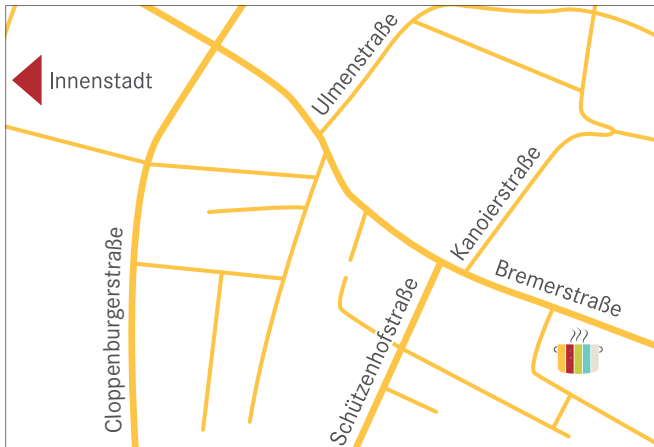 Innenstadt
Ulmenstraße
Kanoierstraße
Bremerstraße
Cloppenburgerstraße
Schützenhofstraße